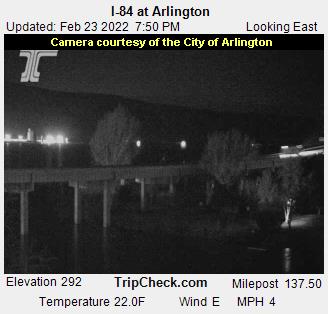 I-84 at Arlington
Updated: Feb 23 2022 7:50 PM Looking East
Camera courtesy of the City of Arlington
Elevation 292 TripCheck.com Milepost 137.50
Temperature 22.0F Wind E MPH 4